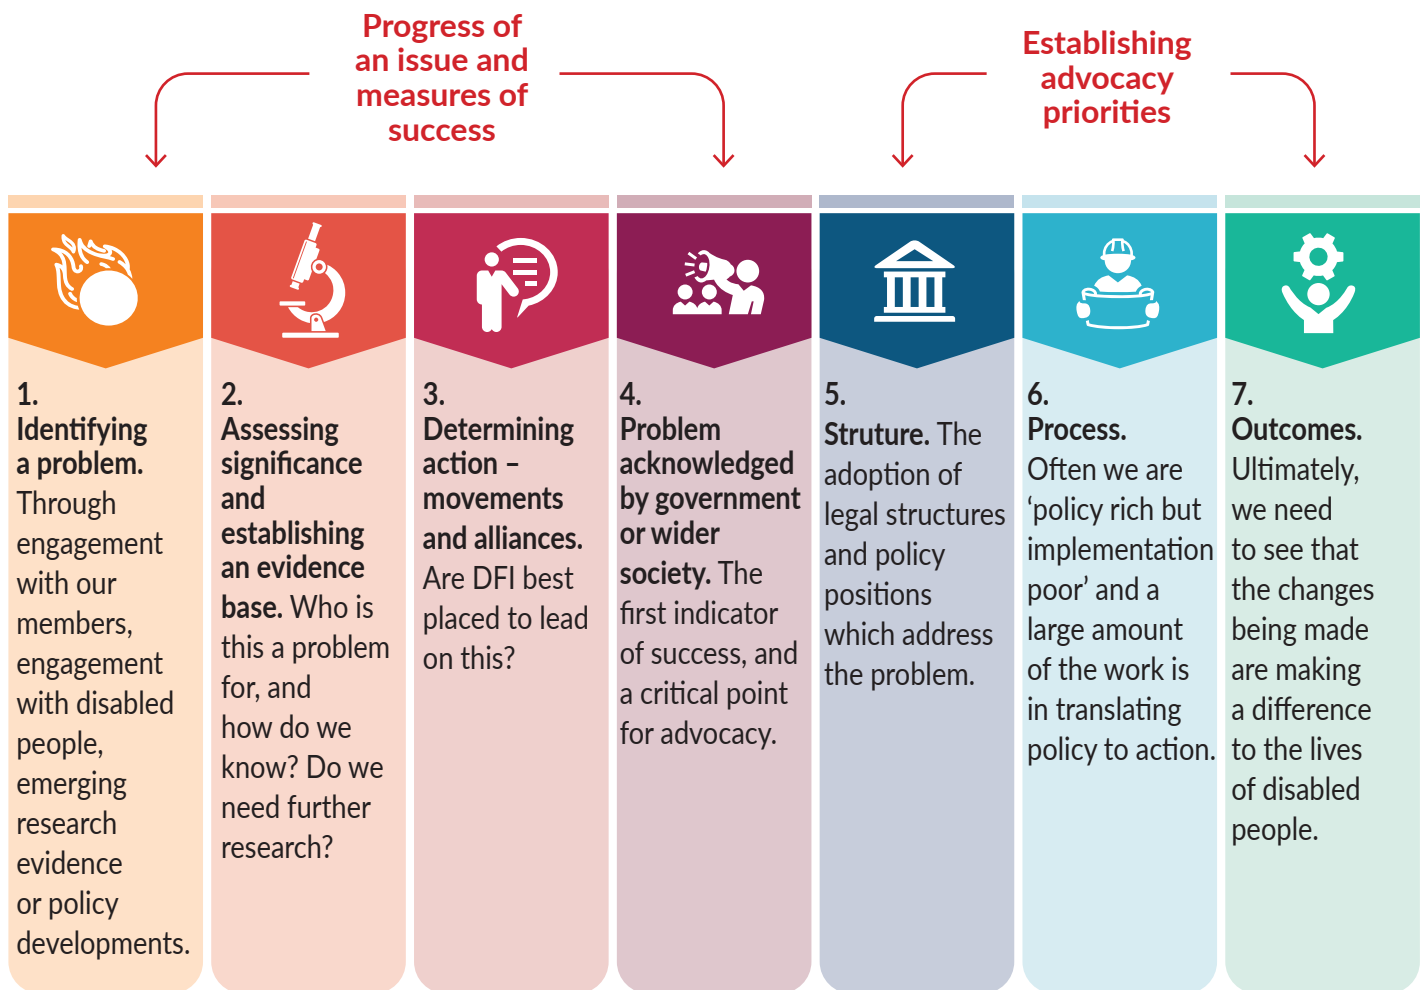 Progress of
an issue and
measures of
success
Establishing
advocacy
priorities
1.
Identifying
a problem.
Through
engagement
with our
members,
engagement
with disabled
people,
emerging
research
evidence
or policy
developments.
2.
Assessing
significance
and
establishing
an evidence
base. Who is
this a problem
for, and
how do we
know? Do we
need further
research?
3.
Determining
action –
movements
and alliances.
Are DFI best
placed to lead
on this?
4.
Problem
acknowledged
by government
or wider
society. The
first indicator
of success, and
a critical point
for advocacy.
5.
Struture. The
adoption of
legal structures
and policy
positions
which address
the problem.
6.
Process.
Often we are
‘policy rich but
implementation
poor’ and a
large amount
of the work is
in translating
policy to action.
7.
Outcomes.
Ultimately,
we need
to see that
the changes
being made
are making
a difference
to the lives
of disabled
people.